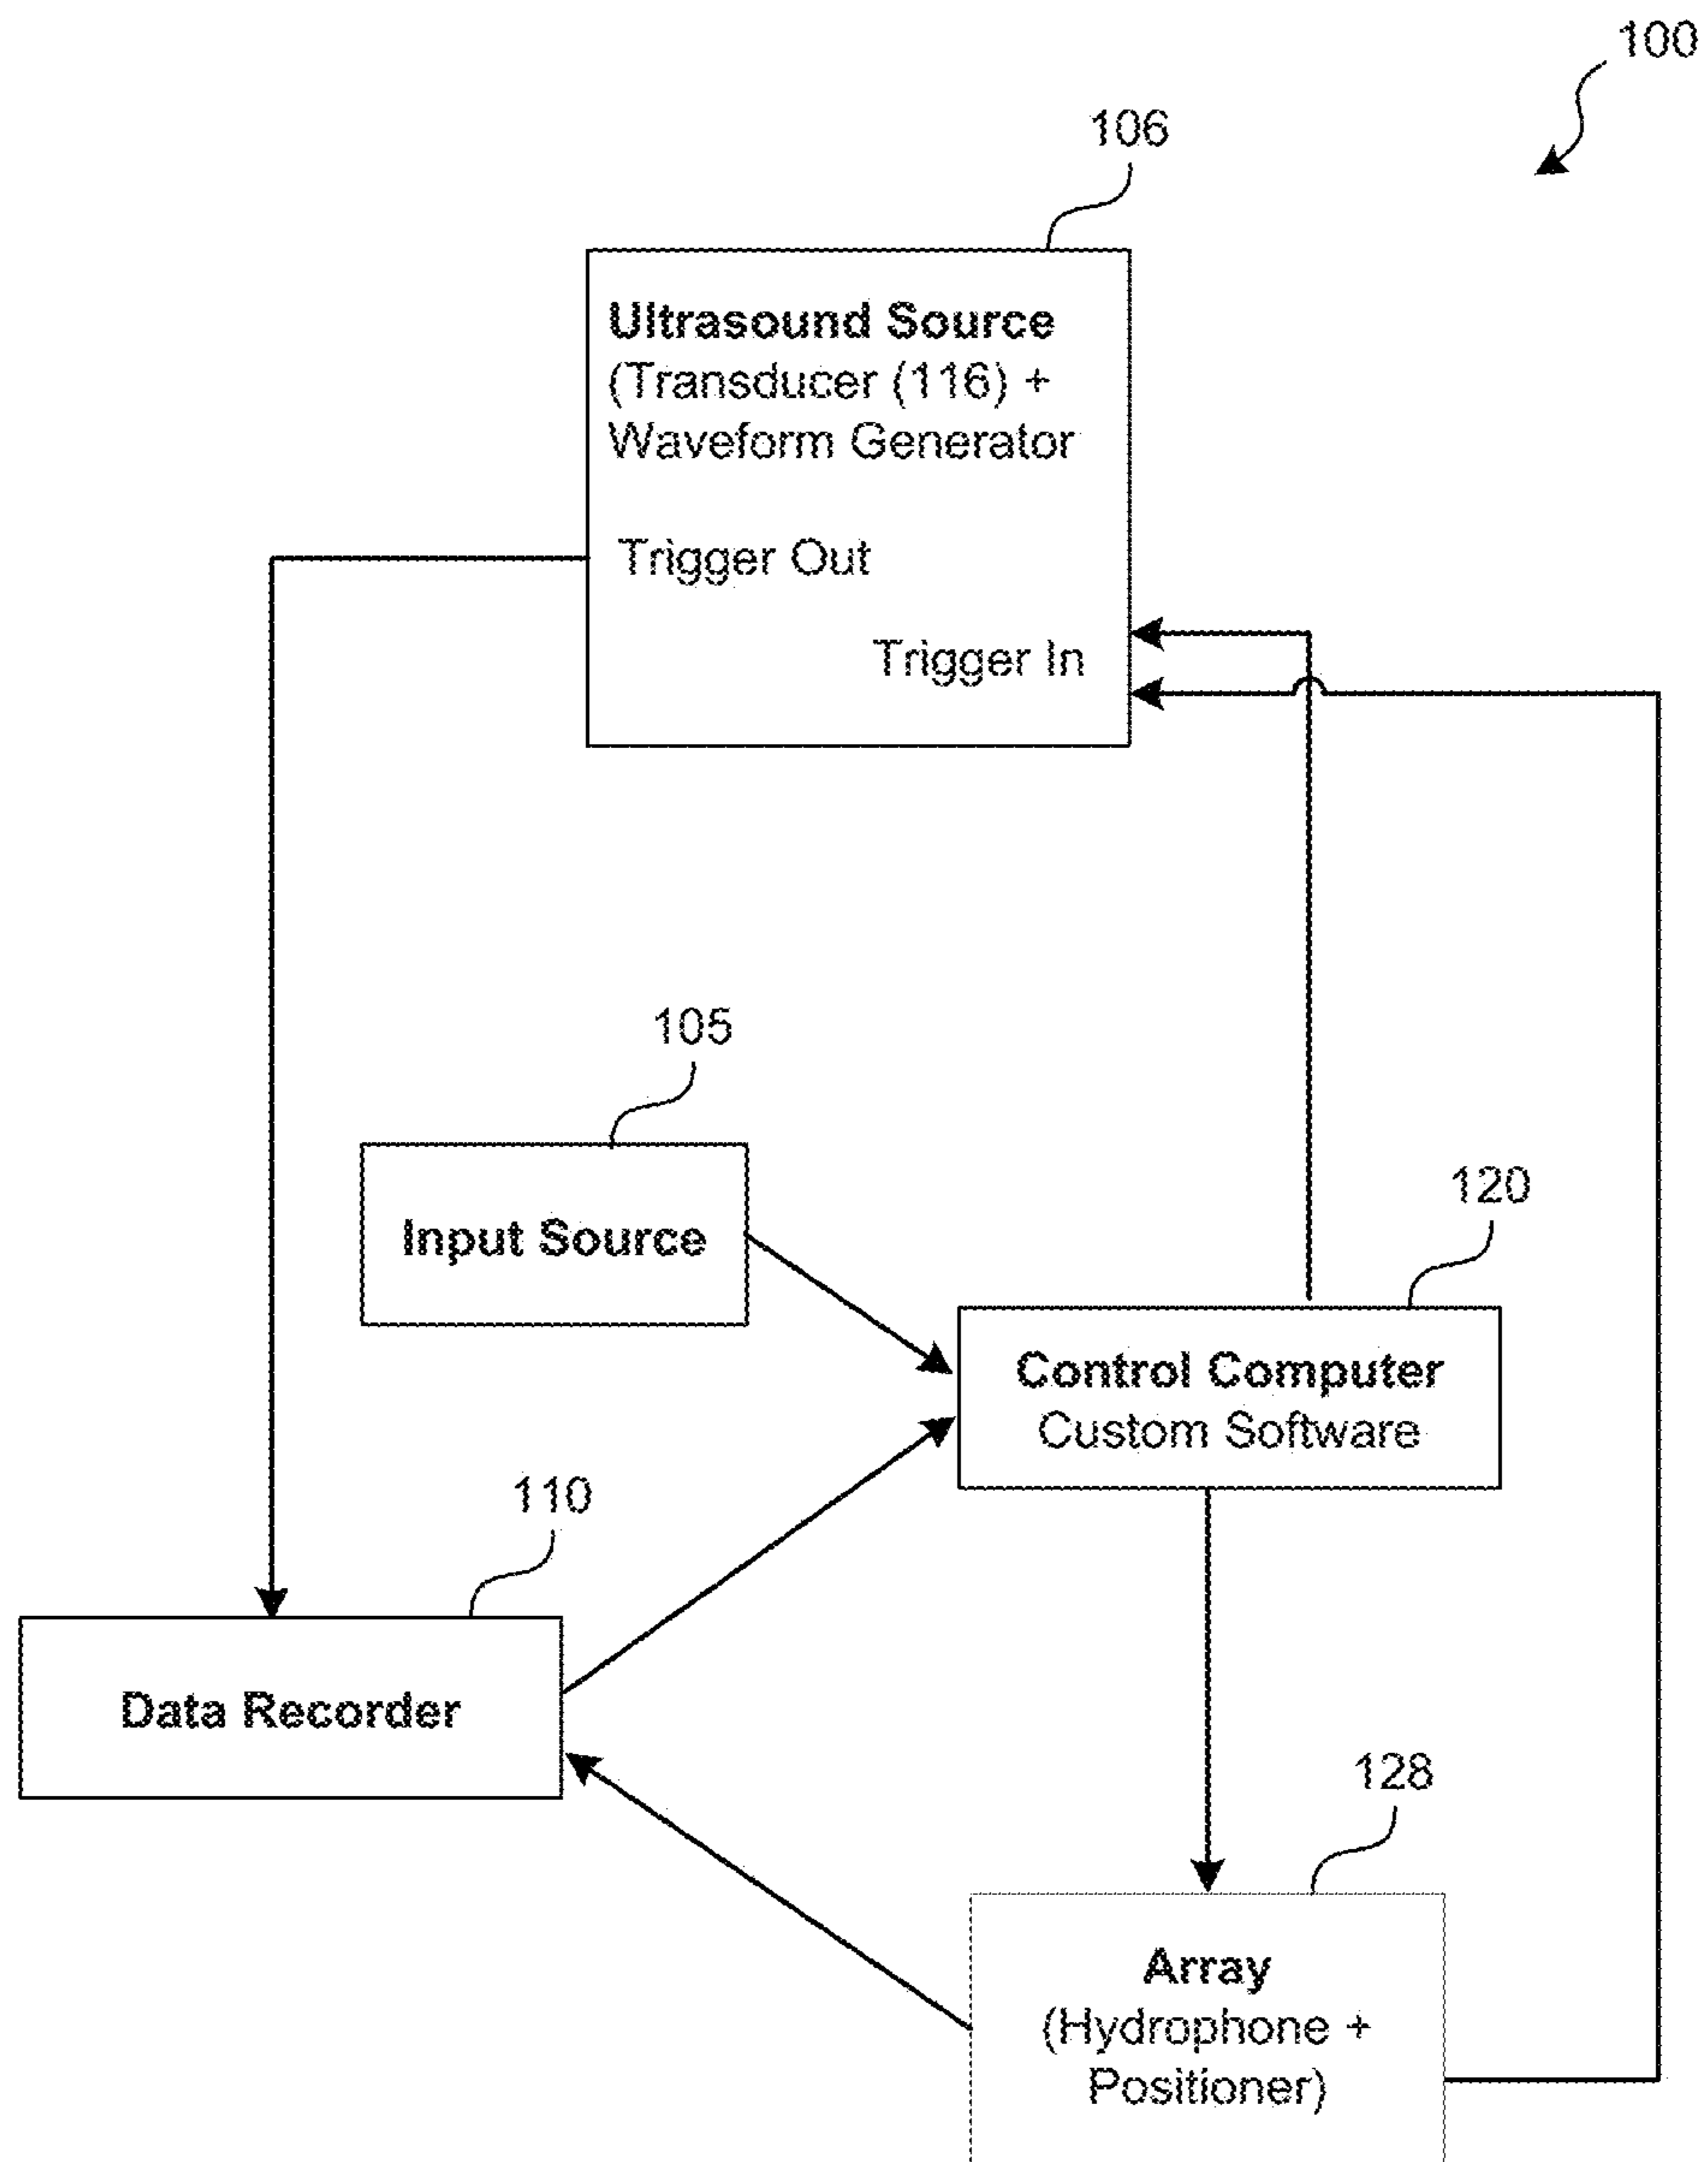 100
106
Ultrasound Source
(Transducer (116) +
Waveform Generator
Trigger Out
Trigger In
105
Input Source
120
Control Computer
Custom Software
110
Data Recorder
128
Array
(Hydrophone +
Positioner)